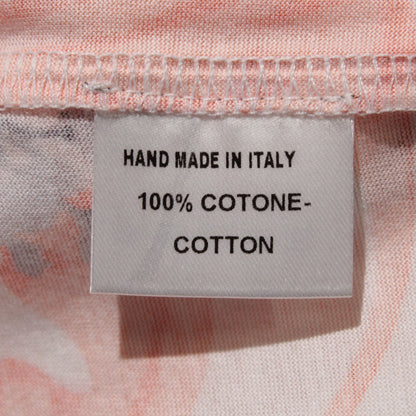 HAND MADE IN ITALY
100% COTONE-
COTTON